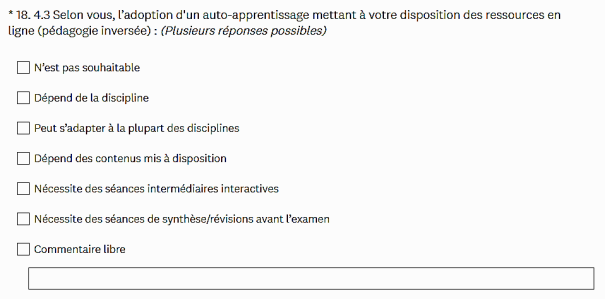 * 18. 4.3 Selon vous, l’adoption d'un auto-apprentissage mettant à votre disposition des ressources en
ligne (pédagogie inversée) : (Plusieurs réponses possibles)
N’est pas souhaitable
Dépend de la discipline
Peut s’adapter à la plupart des disciplines
Dépend des contenus mis à disposition
Nécessite des séances intermédiaires interactives
Nécessite des séances de synthèse/révisions avant l’examen
Commentaire libre